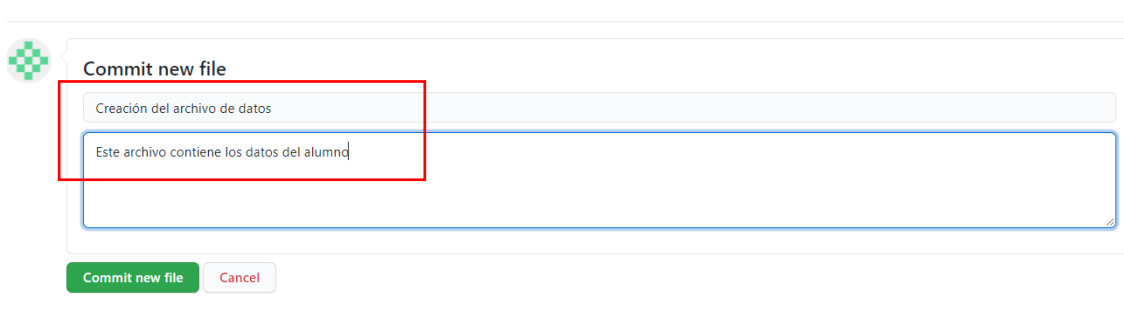 Commit new file
Creación del archivo de datos
Este archivo contiene los datos del alumno
Commit new file
Cancel